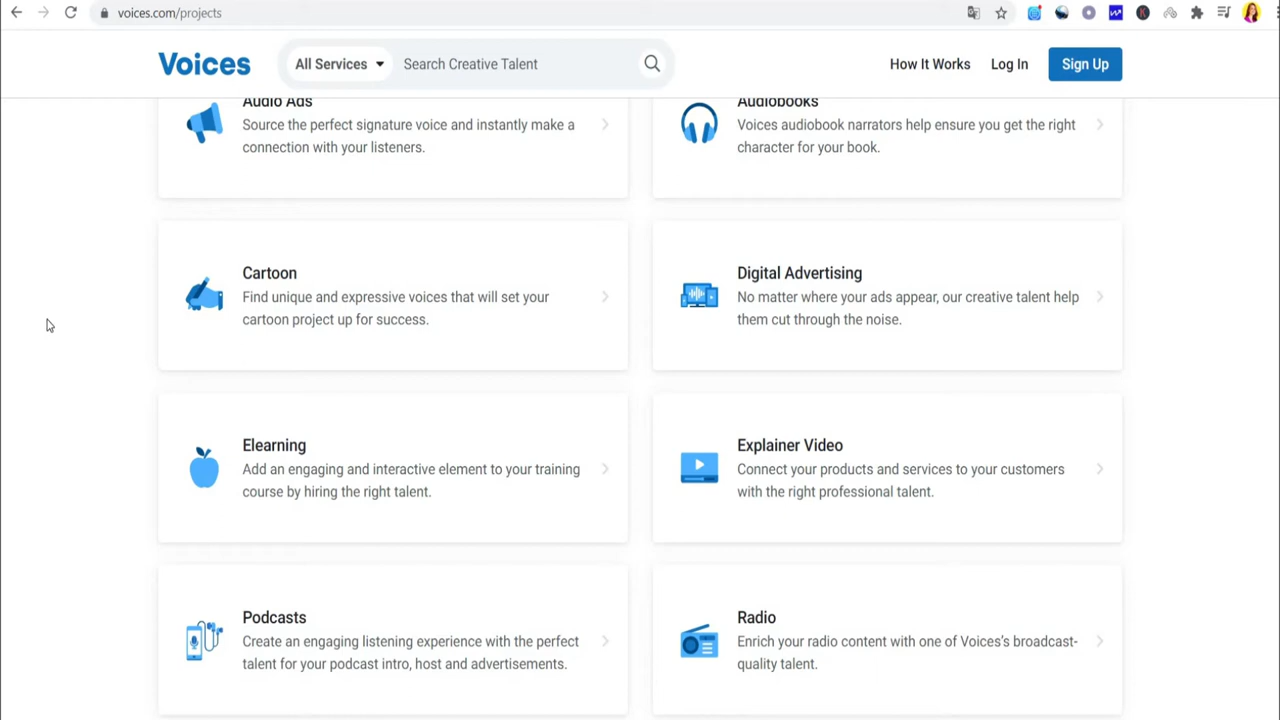 voices.com/projects
Voices
All Services
Search Creative Talent
How It Works
Log In
Sign Up
Audio Ads
Source the perfect signature voice and instantly make a
connection with your listeners.
Audiobooks
Voices audiobook narrators help ensure you get the right
character for your book.
Cartoon
Find unique and expressive voices that will set your
cartoon project up for success.
Digital Advertising
No matter where your ads appear, our creative talent help
them cut through the noise.
Elearning
Add an engaging and interactive element to your training
course by hiring the right talent.
Explainer Video
Connect your products and services to your customers
with the right professional talent.
Podcasts
Create an engaging listening experience with the perfect
talent for your podcast intro, host and advertisements.
Radio
Enrich your radio content with one of Voices's broadcast-
quality talent.